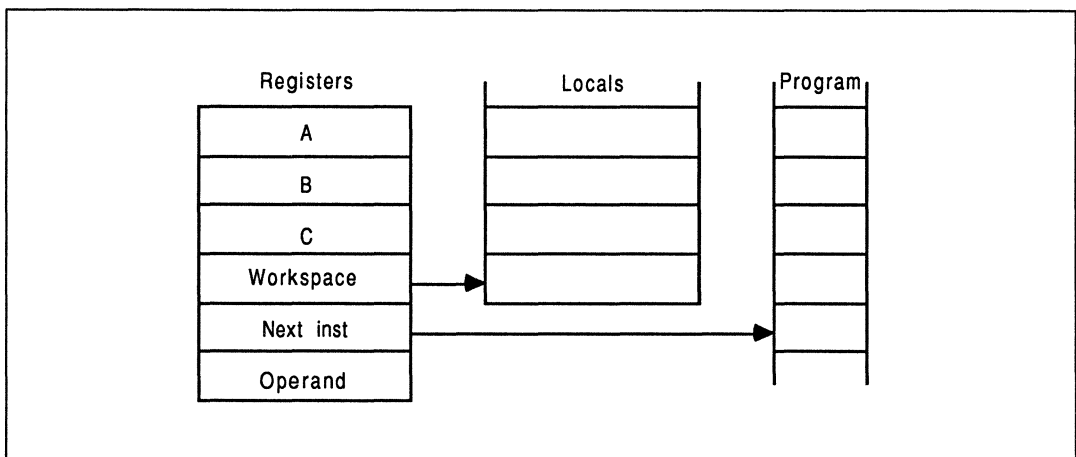 Registers
Locals
Program
A
B
C
Workspace
Next inst
Operand